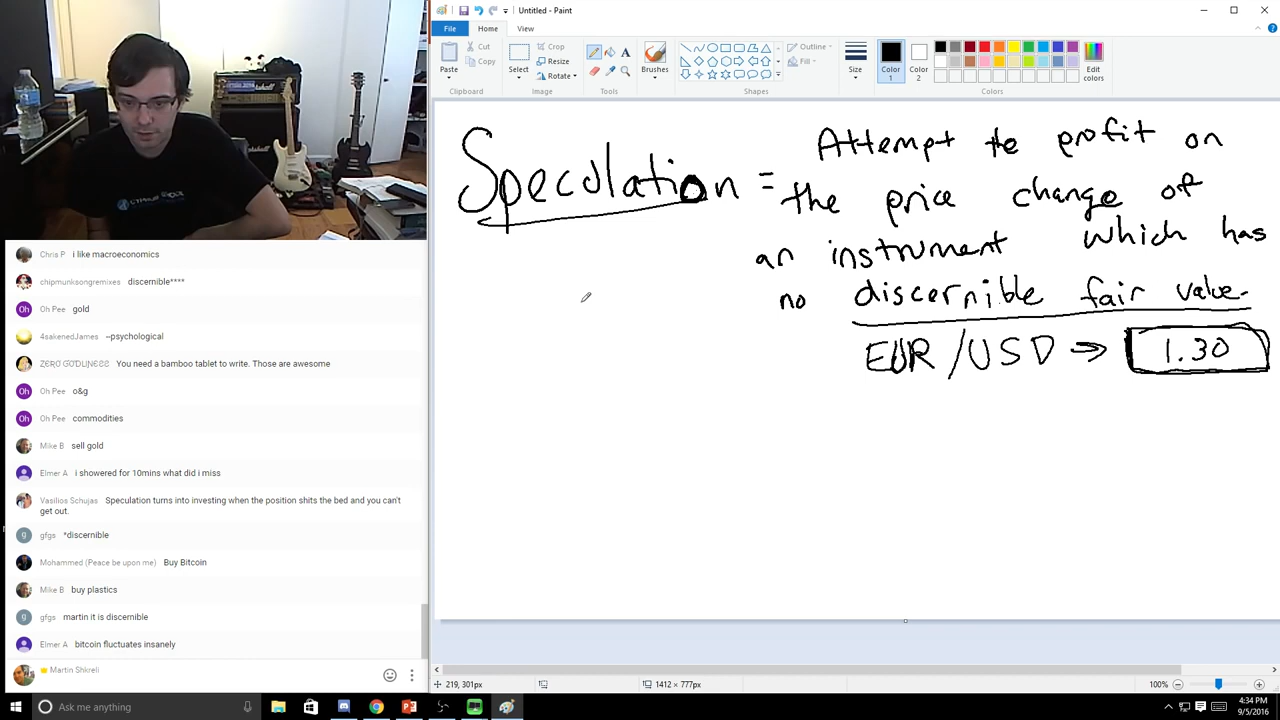 Untitled - Paint
File
Home
View
Paste
Cut
Copy
Clipboard
Select
Crop
Resize
Rotate
Image
Tools
Brushes
Shapes
Outline
Fill
Size
Color 1
Color 2
Edit colors
Colors
Marshall
Speculation =
Attempt to profit on
the price change of
an instrument which has
no discernible fair value.
EUR/USD ⇒ 1.30
Chris P i like macroeconomics
chipmunksongremixes discernible****
Oh Oh Pee gold
4sakenedJames --psychological
You need a bamboo tablet to write. Those are awesome
Oh Oh Pee o&g
Oh Oh Pee commodities
Mike B sell gold
Elmer A i showered for 10mins what did i miss
Vasilios Schujas Speculation turns into investing when the position shits the bed and you can't
get out.
g gfgs *discernible
Mohammed (Peace be upon me) Buy Bitcoin
Mike B buy plastics
g gfgs martin it is discernible
Elmer A bitcoin fluctuates insanely
Martin Shkreli
219, 301px
1412 × 777px
100%
Ask me anything
4:34 PM
9/5/2016